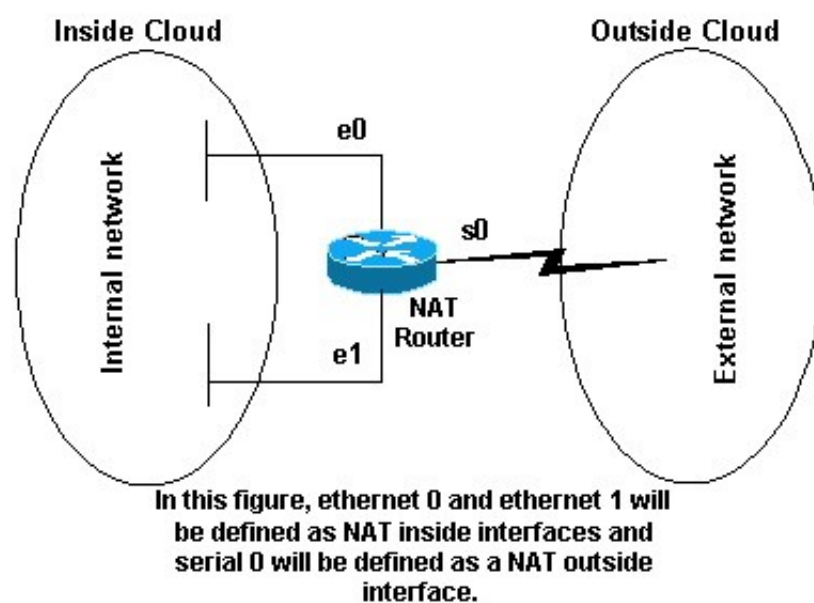 Inside Cloud
Outside Cloud
e0
Internal network
s0
External network
NAT
Router
e1
In this figure, ethernet 0 and ethernet 1 will
be defined as NAT inside interfaces and
serial 0 will be defined as a NAT outside
interface.